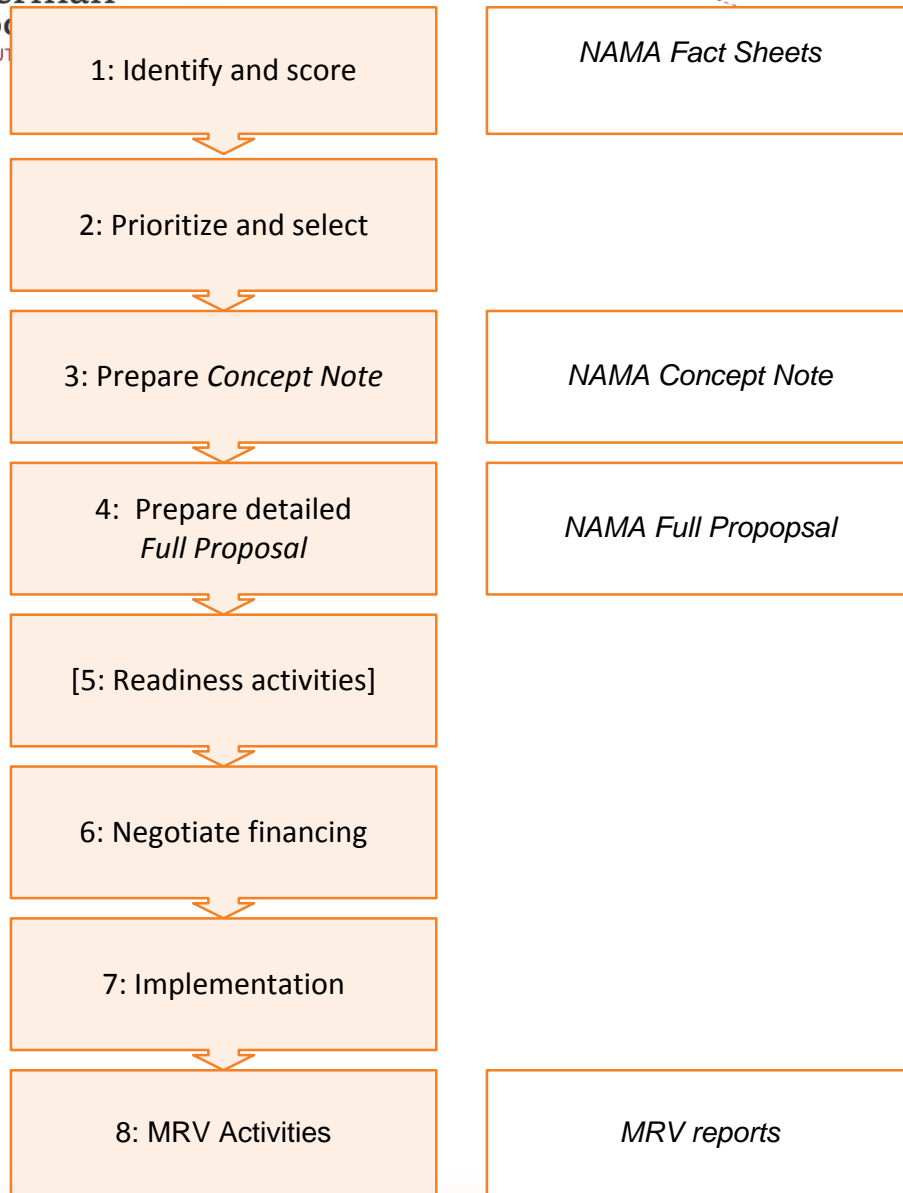 1: Identify and score
NAMA Fact Sheets
2: Prioritize and select
3: Prepare Concept Note
NAMA Concept Note
4: Prepare detailed
Full Proposal
NAMA Full Propopsal
[5: Readiness activities]
6: Negotiate financing
7: Implementation
8: MRV Activities
MRV reports